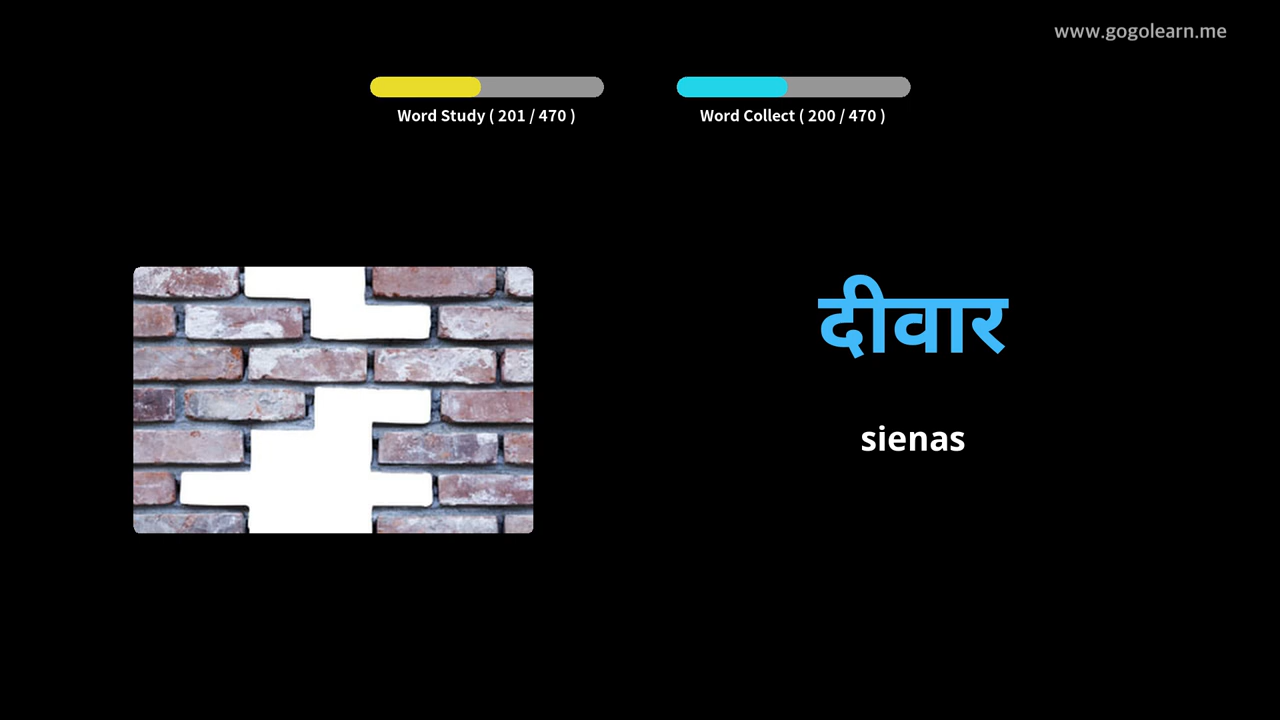 www.gogolearn.me
Word Study ( 201 / 470 )
Word Collect ( 200 / 470 )
दीवार
sienas